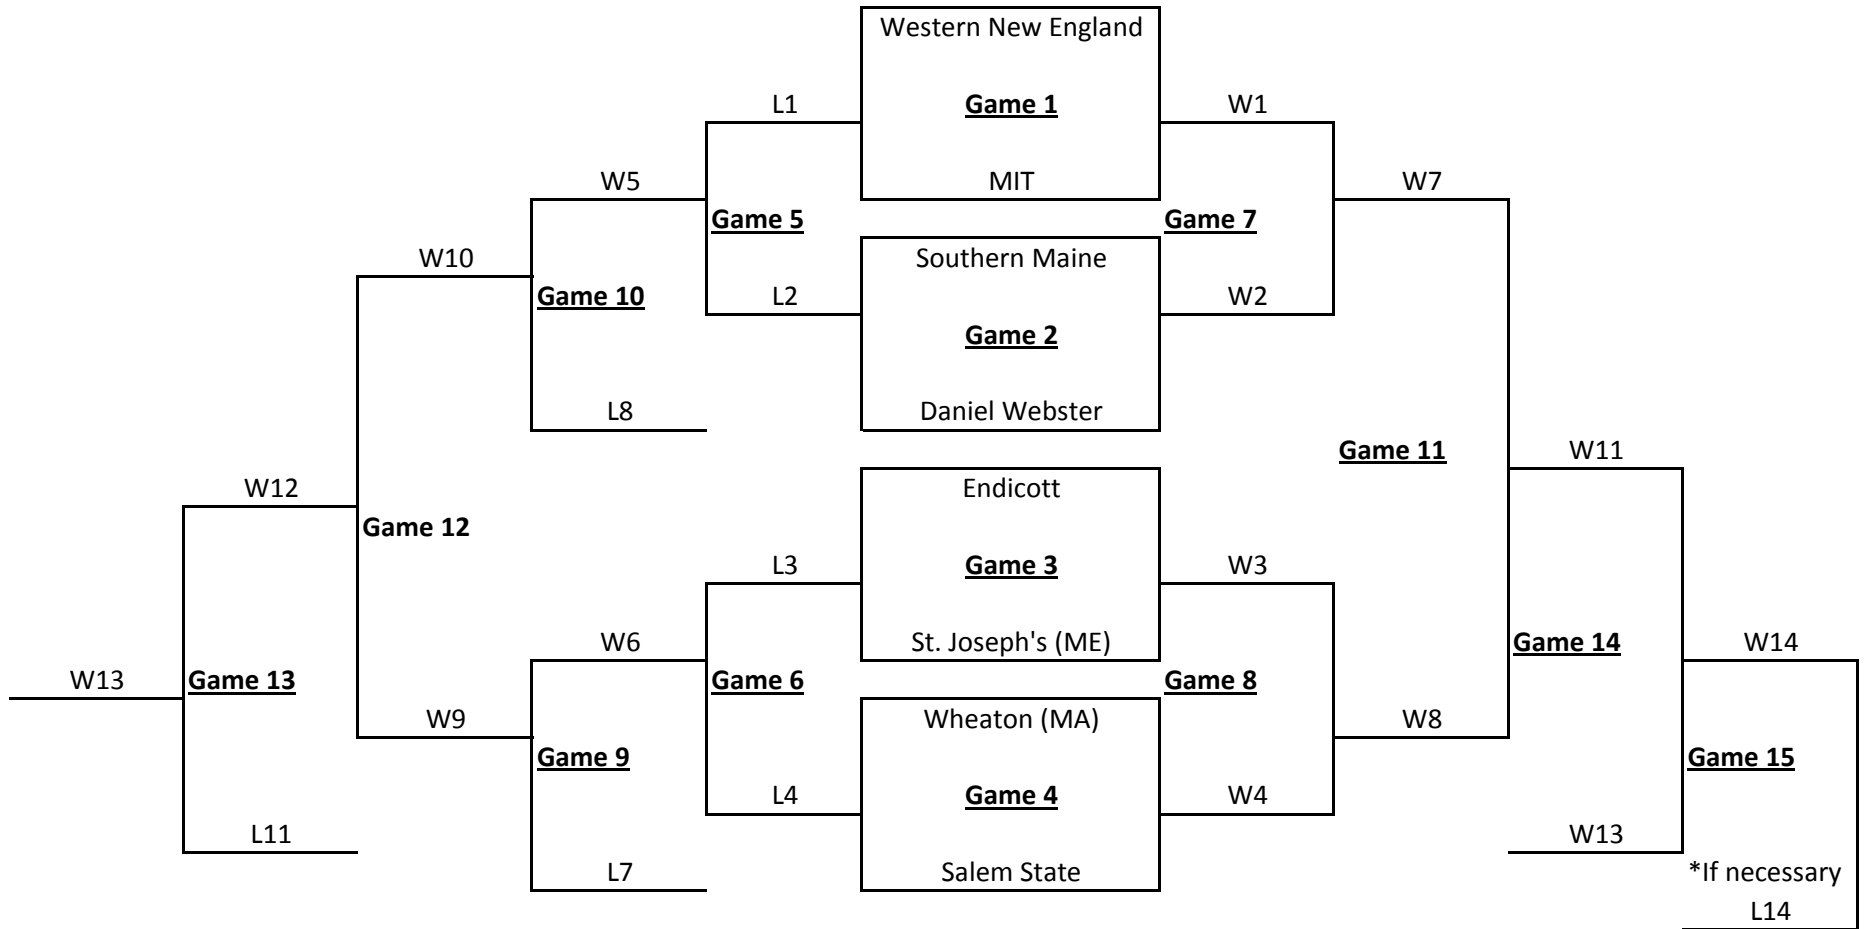 Western New England
L1
Game 1
W1
W5
MIT
W7
Game 5
Game 7
W10
Southern Maine
Game 10
L2
W2
Game 2
L8
Daniel Webster
Game 11
W11
W12
Endicott
Game 12
L3
Game 3
W3
W6
St. Joseph's (ME)
Game 14
W14
W13
Game 13
Game 6
Game 8
W9
Wheaton (MA)
W8
Game 9
Game 15
L4
Game 4
W4
L11
W13
L7
Salem State
*If necessary
L14